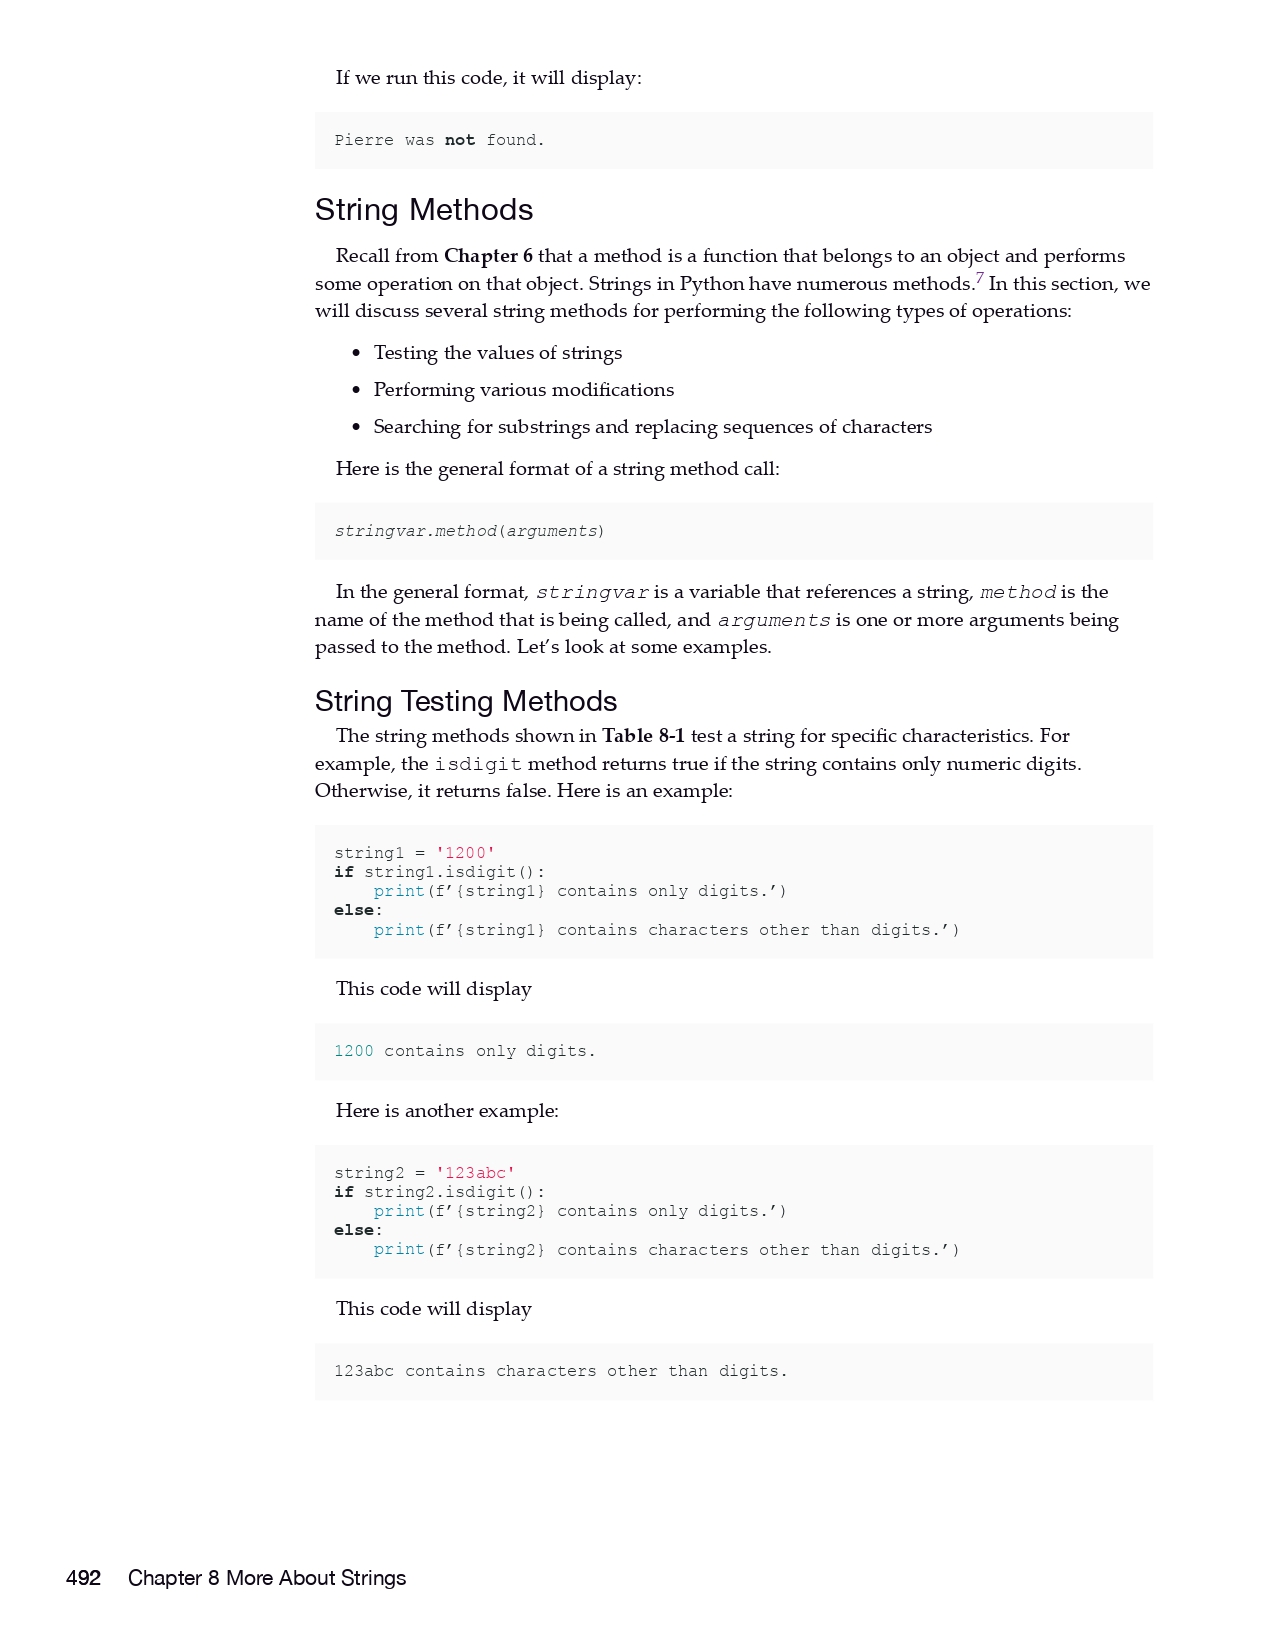 If we run this code, it will display:
Pierre was not found.
String Methods
Recall from Chapter 6 that a method is a function that belongs to an object and performs
some operation on that object. Strings in Python have numerous methods.7 In this section, we
will discuss several string methods for performing the following types of operations:
• Testing the values of strings
• Performing various modifications
• Searching for substrings and replacing sequences of characters
Here is the general format of a string method call:
stringvar.method(arguments)
In the general format, stringvar is a variable that references a string, method is the
name of the method that is being called, and arguments is one or more arguments being
passed to the method. Let’s look at some examples.
String Testing Methods
The string methods shown in Table 8-1 test a string for specific characteristics. For
example, the isdigit method returns true if the string contains only numeric digits.
Otherwise, it returns false. Here is an example:
string1 = '1200'
if string1.isdigit():
    print(f’{string1} contains only digits.’)
else:
    print(f’{string1} contains characters other than digits.’)
This code will display
1200 contains only digits.
Here is another example:
string2 = '123abc'
if string2.isdigit():
    print(f’{string2} contains only digits.’)
else:
    print(f’{string2} contains characters other than digits.’)
This code will display
123abc contains characters other than digits.
492 Chapter 8 More About Strings